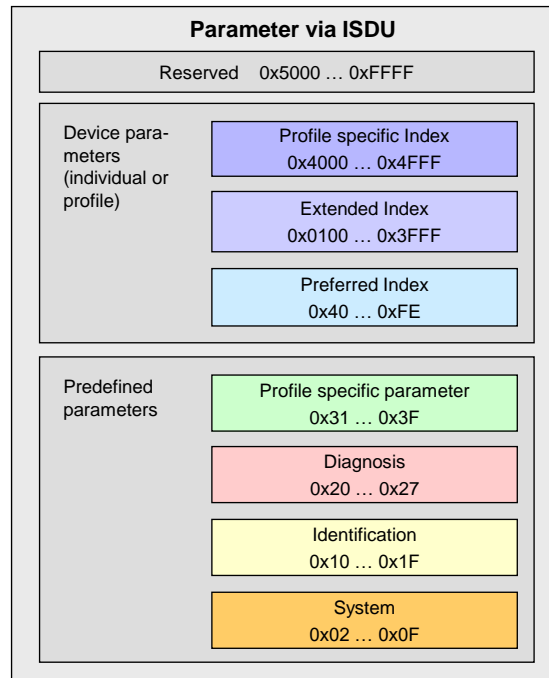 Parameter via ISDU
Reserved 0x5000 … 0xFFFF
Device para-
meters
(individual or
profile)
Profile specific Index
0x4000 … 0x4FFF
Extended Index
0x0100 … 0x3FFF
Preferred Index
0x40 … 0xFE
Predefined
parameters
Profile specific parameter
0x31 … 0x3F
Diagnosis
0x20 … 0x27
Identification
0x10 … 0x1F
System
0x02 … 0x0F